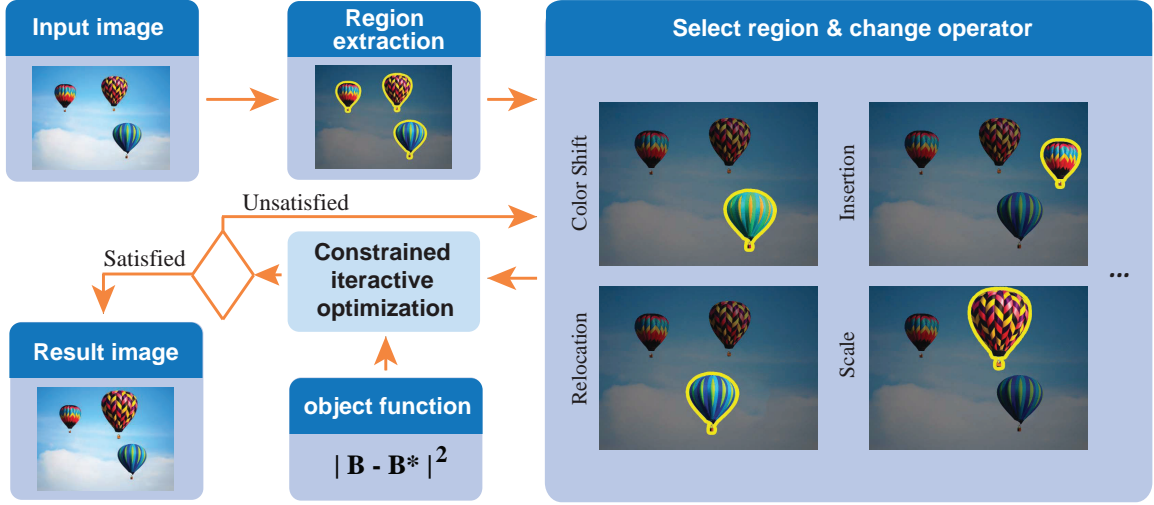 Input image
Region
extraction
Select region & change operator
Color Shift
Insertion
Relocation
Scale
...
Unsatisfied
Satisfied
Constrained
iteractive
optimization
Result image
object function
| B - B* |²